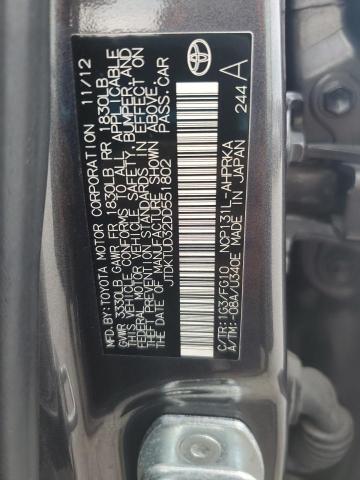 MFD.BY:TOYOTA MOTOR CORPORATION 11/12
GVWR 3330LB GAWR FR 1830LB RR 1830LB
THIS VEHICLE CONFORMS TO ALL APPLICABLE
FEDERAL MOTOR VEHICLE SAFETY, BUMPER, AND
THEFT PREVENTION STANDARDS IN EFFECT ON
THE DATE OF MANUFACTURE SHOWN ABOVE.
JTDKTUD32DD551802 PASS.CAR
TOYOTA
C/TR:1G3/FG10 NCP131L-AHPRKA
A/TM:-08A/U340E MADE IN JAPAN 244 A